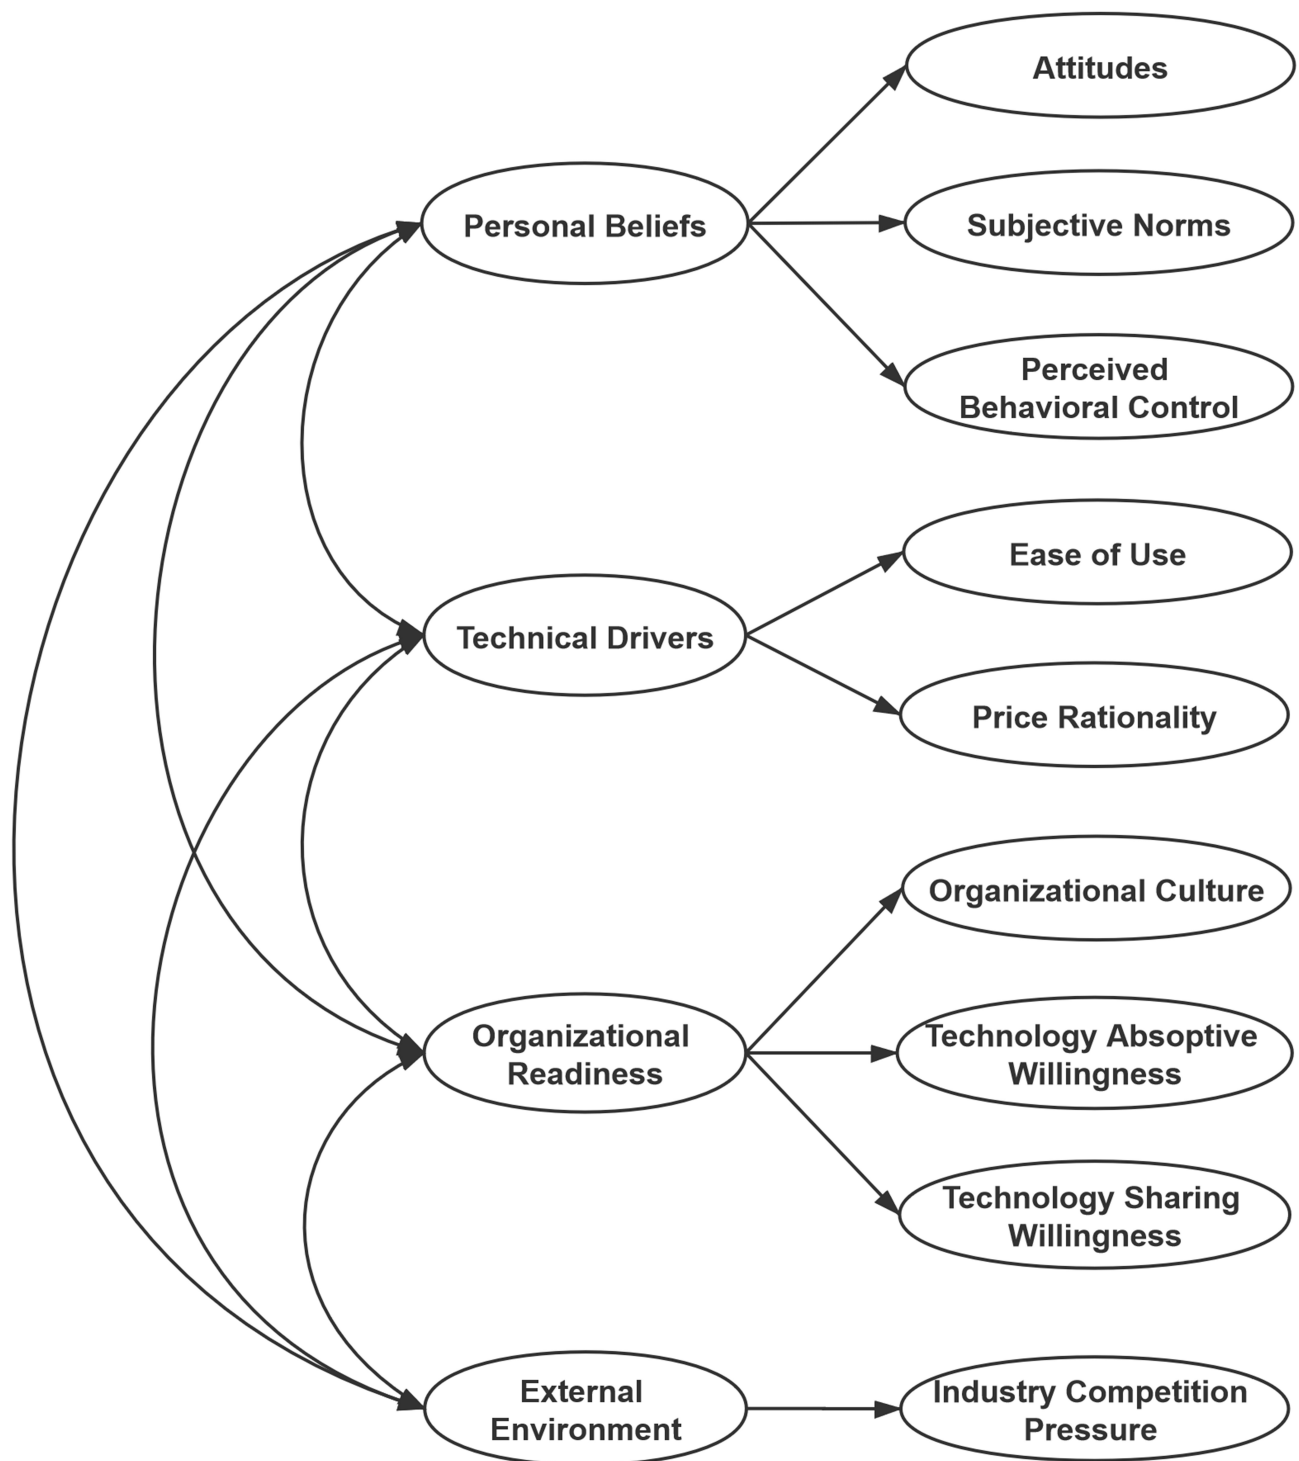 Attitudes
Personal Beliefs
Subjective Norms
Perceived
Behavioral Control
Ease of Use
Technical Drivers
Price Rationality
Organizational Culture
Organizational
Readiness
Technology Absoptive
Willingness
Technology Sharing
Willingness
External
Environment
Industry Competition
Pressure